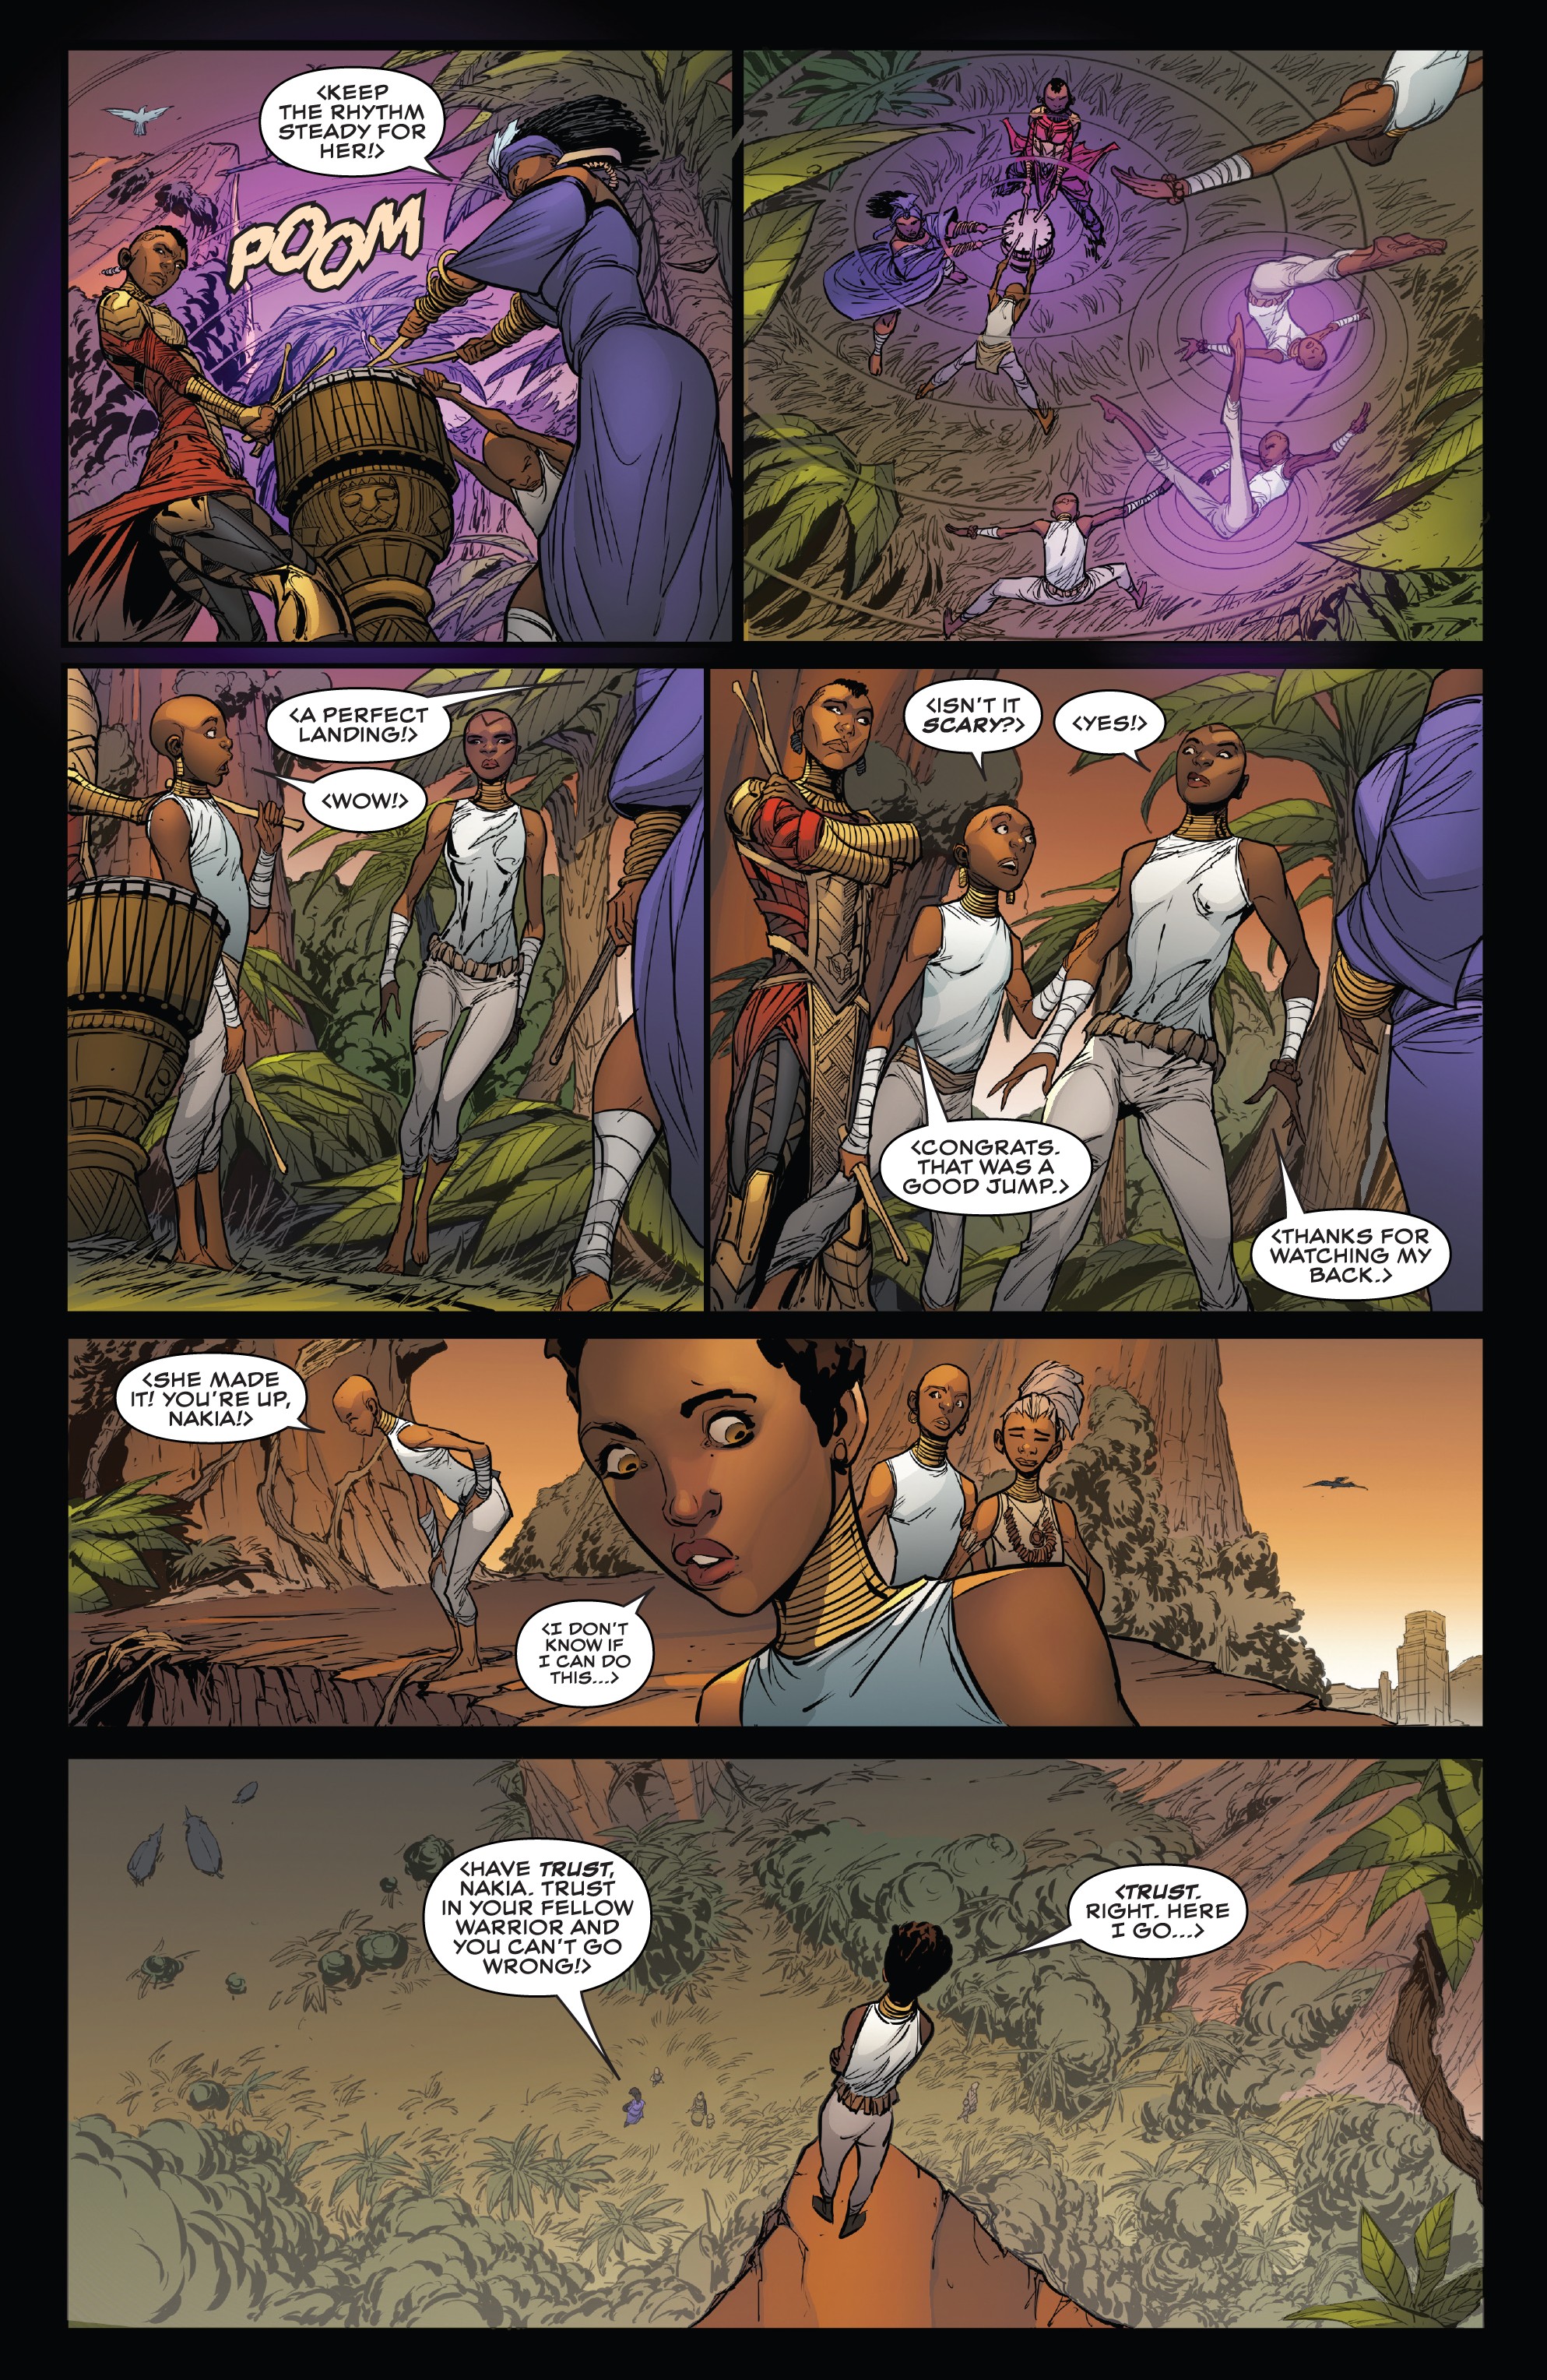 <KEEP
THE RHYTHM
STEADY FOR
HER!>
POOM
<A PERFECT
LANDING!>
<WOW!>
<ISN'T IT
SCARY?>
<YES!>
<CONGRATS.
THAT WAS A
GOOD JUMP.>
<THANKS FOR
WATCHING MY
BACK.>
<SHE MADE
IT! YOU'RE UP,
NAKIA!>
<I DON'T
KNOW IF
I CAN DO
THIS...>
<HAVE TRUST,
NAKIA. TRUST
IN YOUR FELLOW
WARRIOR AND
YOU CAN'T GO
WRONG!>
<TRUST.
RIGHT. HERE
I GO...>